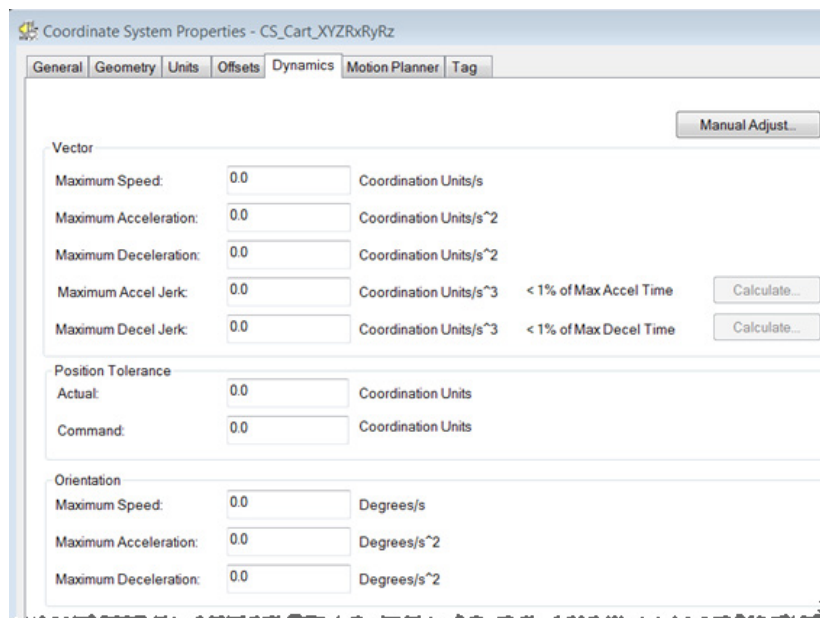 Coordinate System Properties - CS_Cart_XYZRxRyRz
General Geometry Units Offsets Dynamics Motion Planner Tag
Manual Adjust...
Vector
Maximum Speed: 0.0 Coordination Units/s
Maximum Acceleration: 0.0 Coordination Units/s^2
Maximum Deceleration: 0.0 Coordination Units/s^2
Maximum Accel Jerk: 0.0 Coordination Units/s^3 < 1% of Max Accel Time Calculate...
Maximum Decel Jerk: 0.0 Coordination Units/s^3 < 1% of Max Decel Time Calculate...
Position Tolerance
Actual: 0.0 Coordination Units
Command: 0.0 Coordination Units
Orientation
Maximum Speed: 0.0 Degrees/s
Maximum Acceleration: 0.0 Degrees/s^2
Maximum Deceleration: 0.0 Degrees/s^2